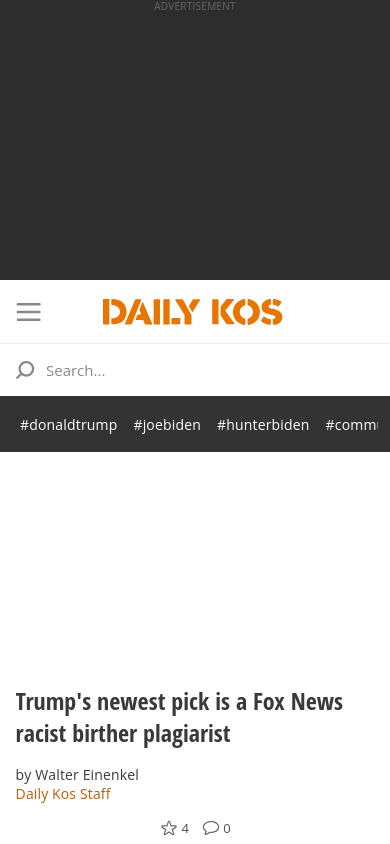 ADVERTISEMENT
DAILY KOS
Search...
#donaldtrump #joebiden #hunterbiden
Trump's newest pick is a Fox News
racist birther plagiarist
by Walter Einenkel
Daily Kos Staff
4 0